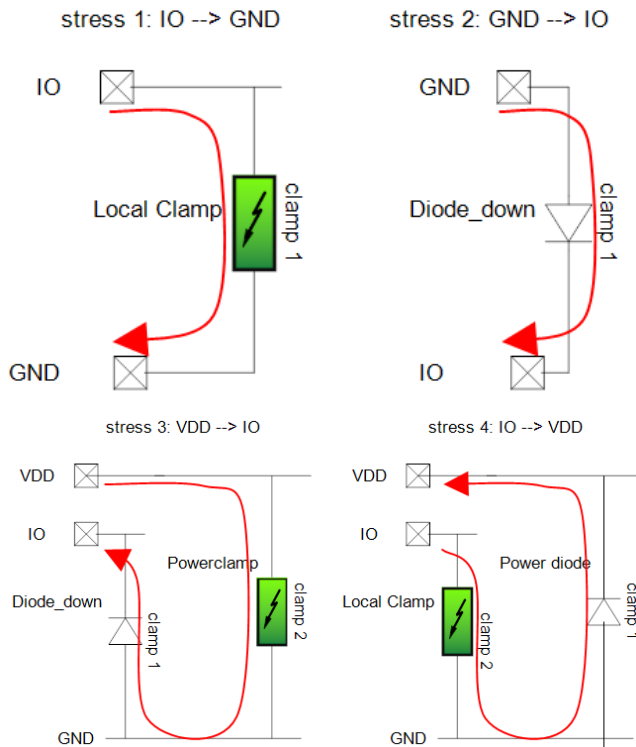 stress 1: IO --> GND
IO
Local Clamp
clamp 1
GND
stress 2: GND --> IO
GND
Diode_down
clamp 1
IO
stress 3: VDD --> IO
VDD
IO
Powerclamp
Diode_down
clamp 1
clamp 2
GND
stress 4: IO --> VDD
VDD
IO
Power diode
Local Clamp
clamp 2
clamp 1
GND